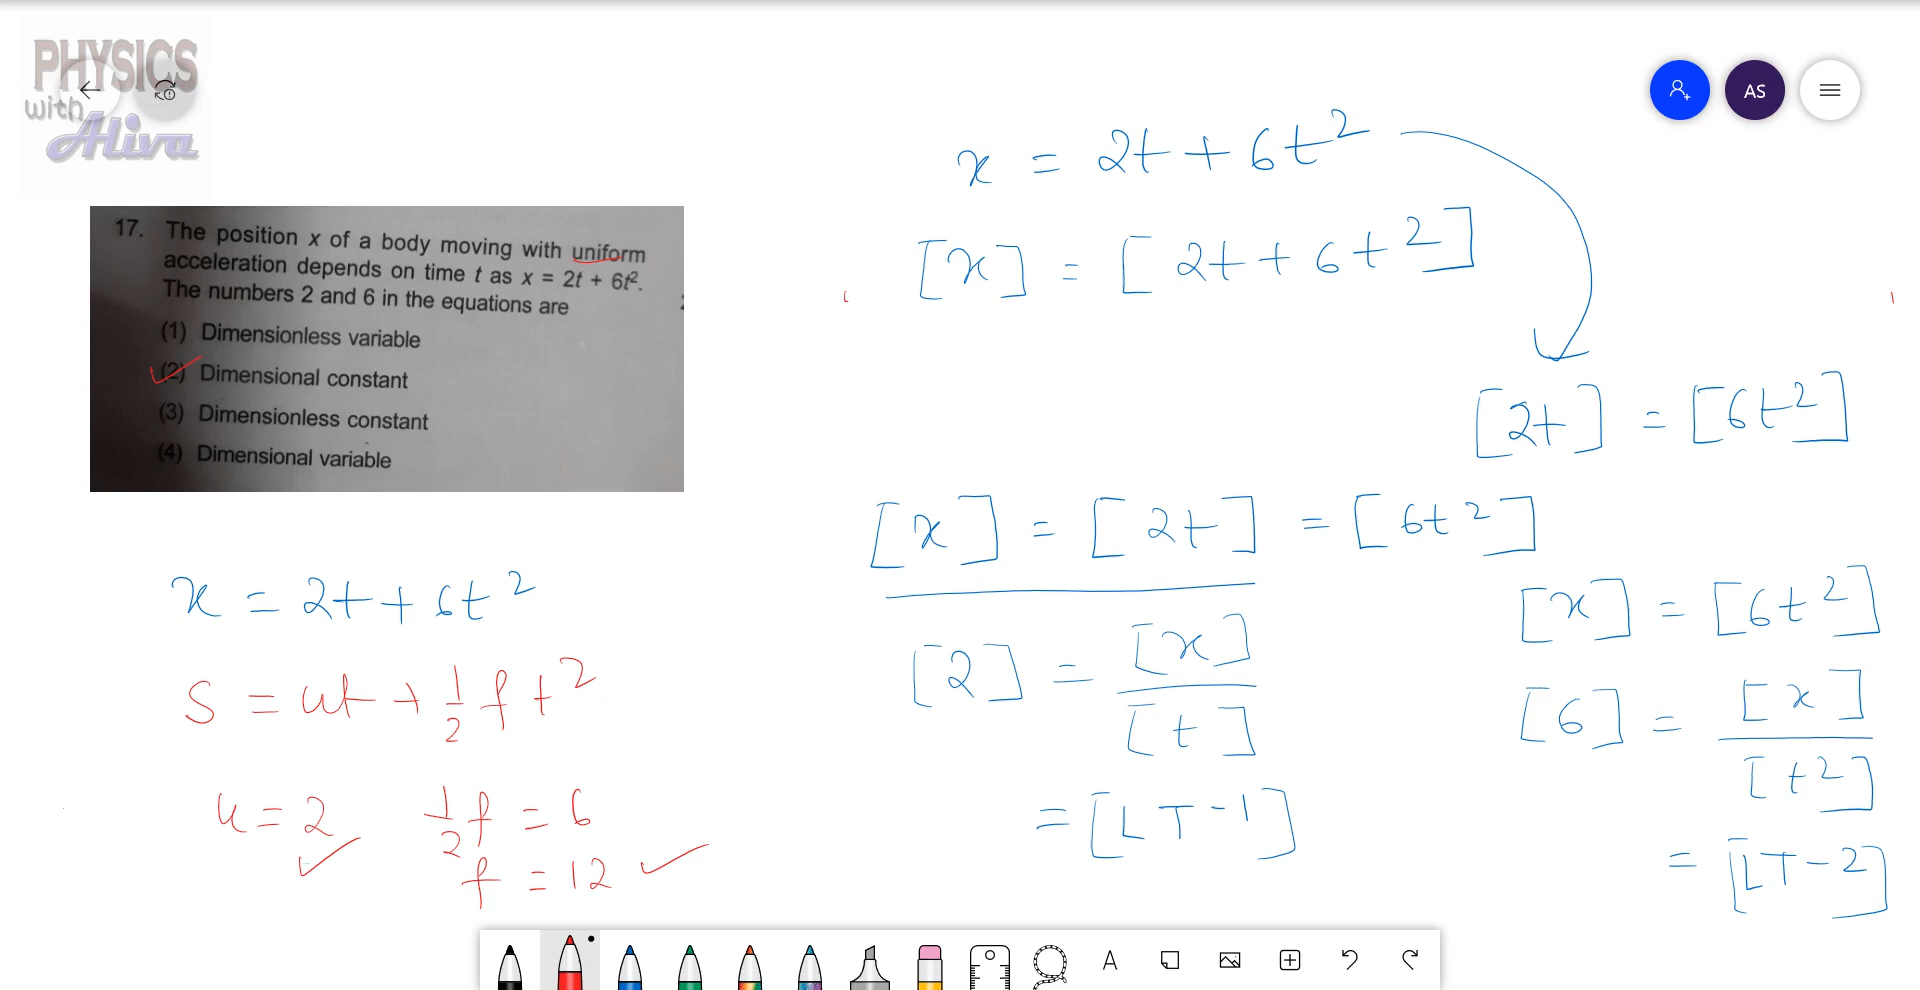 PHYSICS
with
Aliva
AS
17. The position x of a body moving with uniform
acceleration depends on time t as x = 2t + 6t².
The numbers 2 and 6 in the equations are
(1) Dimensionless variable
(2) Dimensional constant
(3) Dimensionless constant
(4) Dimensional variable
x = 2t + 6t²
S = ut + 1/2 f t²
u = 2
1/2 f = 6
f = 12
x = 2t + 6t²
[x] = [2t + 6t²]
[2t] = [6t²]
[x] = [2t] = [6t²]
[2] = [x]/[t]
= [LT-1]
[x] = [6t²]
[6] = [x]/[t²]
= [LT-2]
A